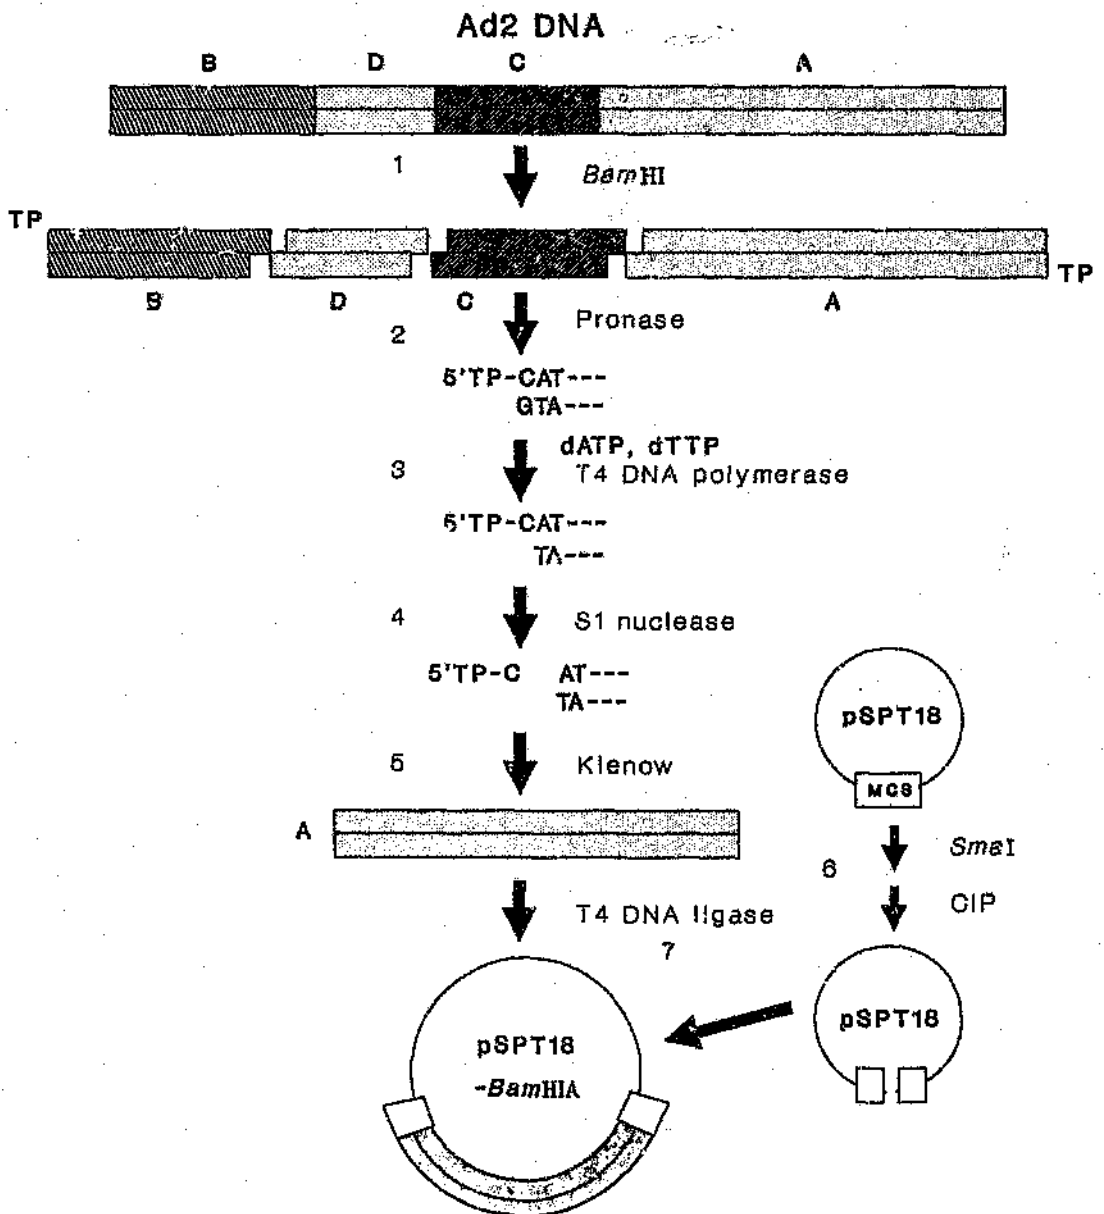 Ad2 DNA
B D C A
1 BamHI
TP
TP
B D C A
2 Pronase
5'TP-CAT---
GTA---
dATP, dTTP
3 T4 DNA polymerase
5'TP-CAT---
TA---
4 S1 nuclease
5'TP-C AT---
TA---
pSPT18
MCS
5 Klenow
A
6 SmaI
CIP
T4 DNA ligase
7
pSPT18
pSPT18
-BamHIA